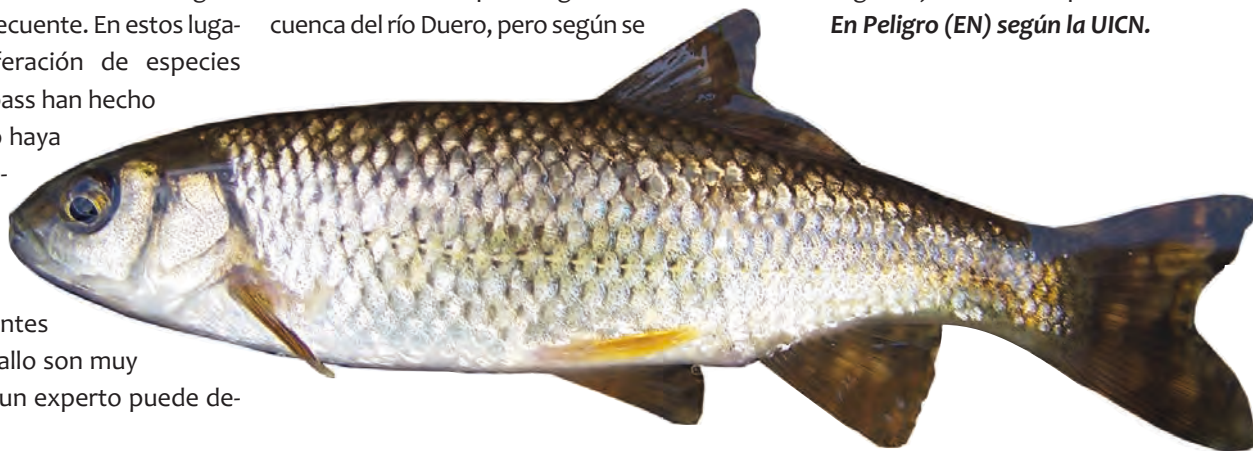 ecuente. En estos luga-
feración de especies
bass han hecho
haya
-
ntes
allo son muy
un experto puede de-
cuenca del río Duero, pero según se
En Peligro (EN) según la UICN.